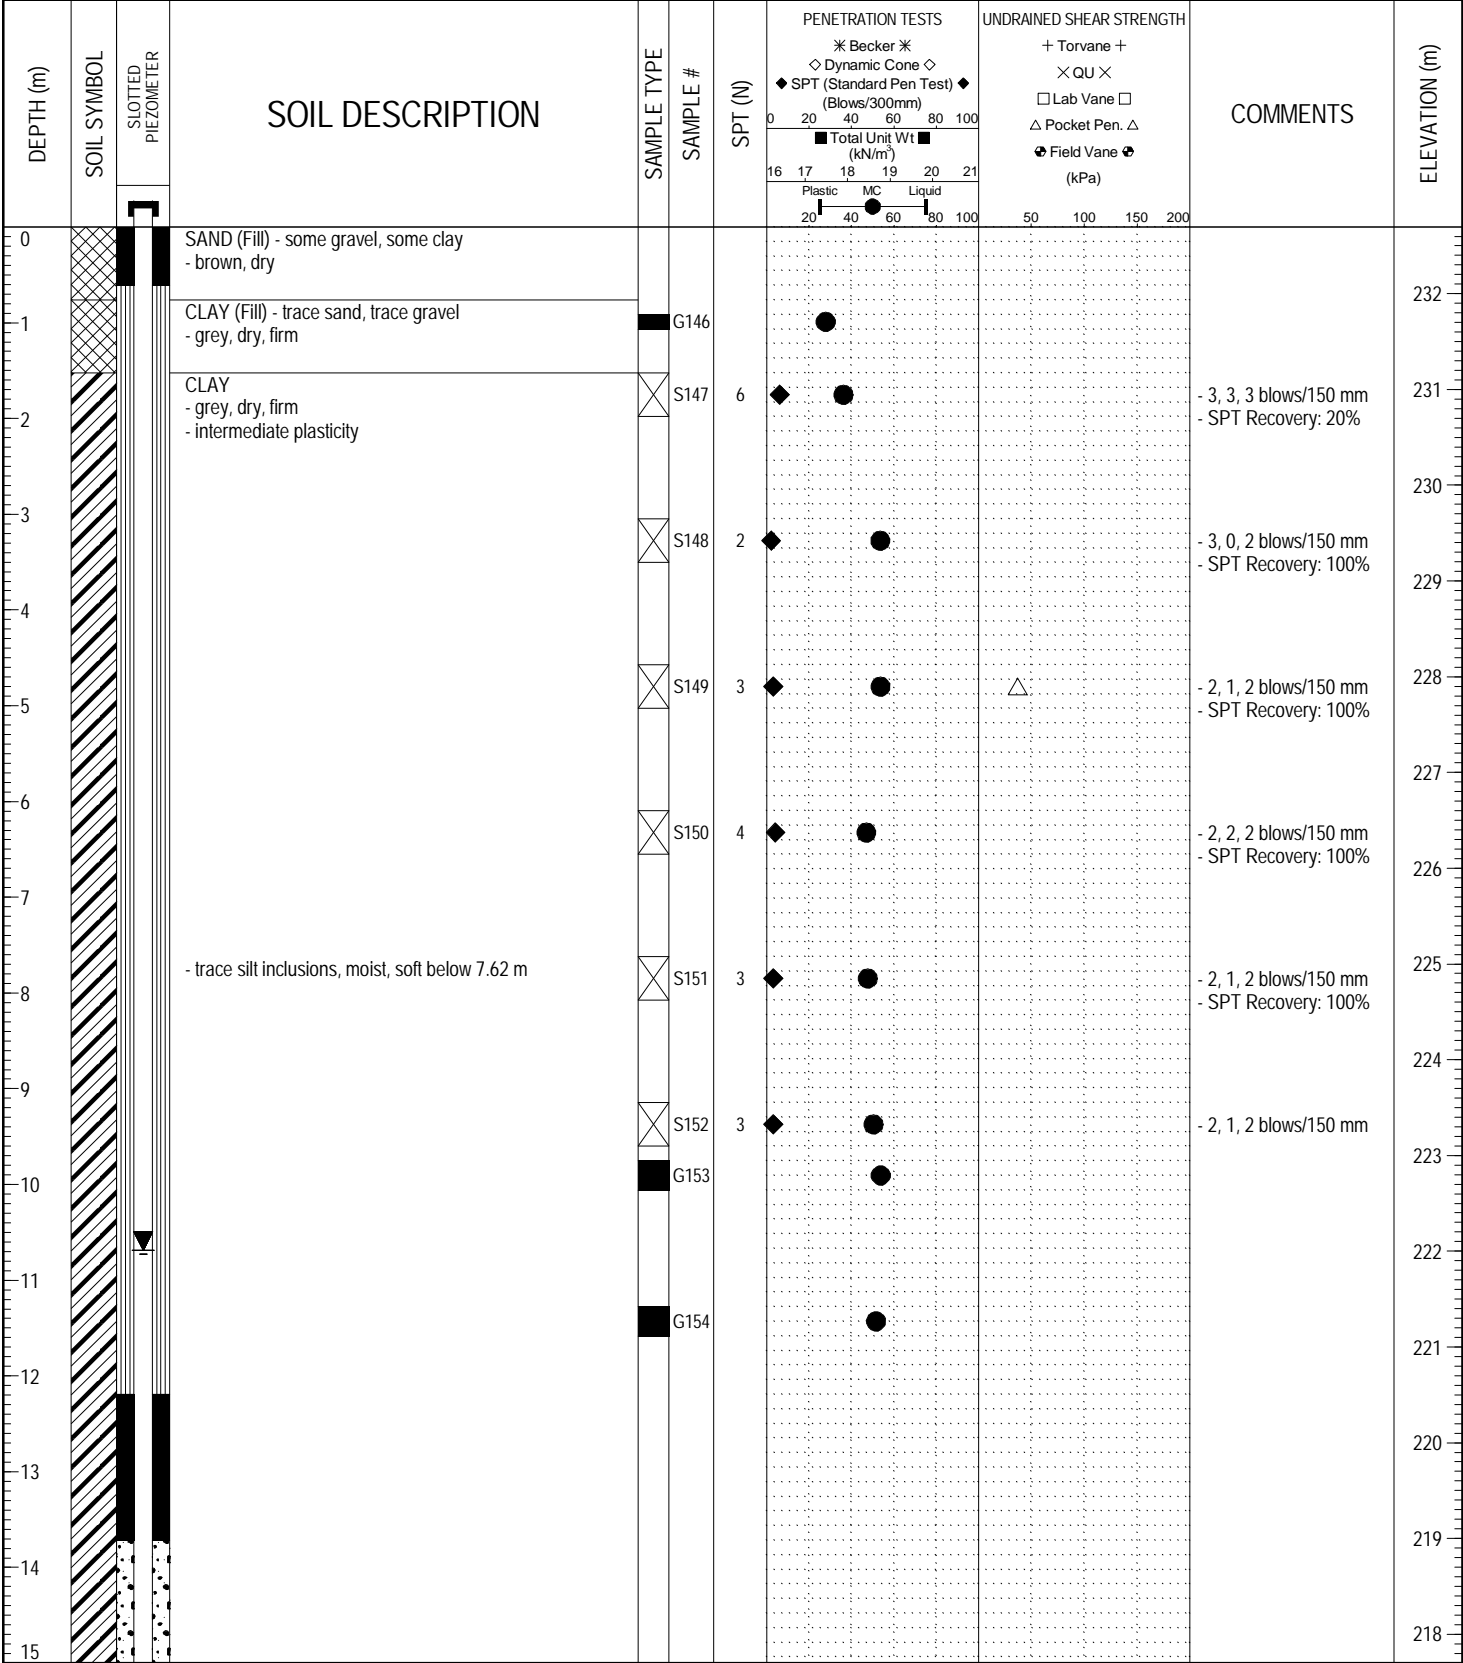 DEPTH (m)
SOIL SYMBOL
SLOTTED
PIEZOMETER
SOIL DESCRIPTION
SAMPLE TYPE
SAMPLE #
SPT (N)
PENETRATION TESTS
Becker
Dynamic Cone
SPT (Standard Pen Test)
(Blows/300mm)
0 20 40 60 80 100
Total Unit Wt
(kN/m³)
16 17 18 19 20 21
Plastic MC Liquid
20 40 60 80 100
UNDRAINED SHEAR STRENGTH
+ Torvane +
QU
Lab Vane
Pocket Pen.
Field Vane
(kPa)
50 100 150 200
COMMENTS
ELEVATION (m)
0
SAND (Fill) - some gravel, some clay
- brown, dry
232
CLAY (Fill) - trace sand, trace gravel
1
G146
- grey, dry, firm
CLAY
S147 6
- 3, 3, 3 blows/150 mm
231
- grey, dry, firm
2
- SPT Recovery: 20%
- intermediate plasticity
230
3
S148 2
- 3, 0, 2 blows/150 mm
- SPT Recovery: 100%
229
4
228
S149 3
- 2, 1, 2 blows/150 mm
5
- SPT Recovery: 100%
227
6
S150 4
- 2, 2, 2 blows/150 mm
- SPT Recovery: 100%
226
7
225
- trace silt inclusions, moist, soft below 7.62 m
S151 3
- 2, 1, 2 blows/150 mm
8
- SPT Recovery: 100%
224
9
S152 3
- 2, 1, 2 blows/150 mm
223
G153
10
222
11
G154
221
12
220
13
219
14
218
15